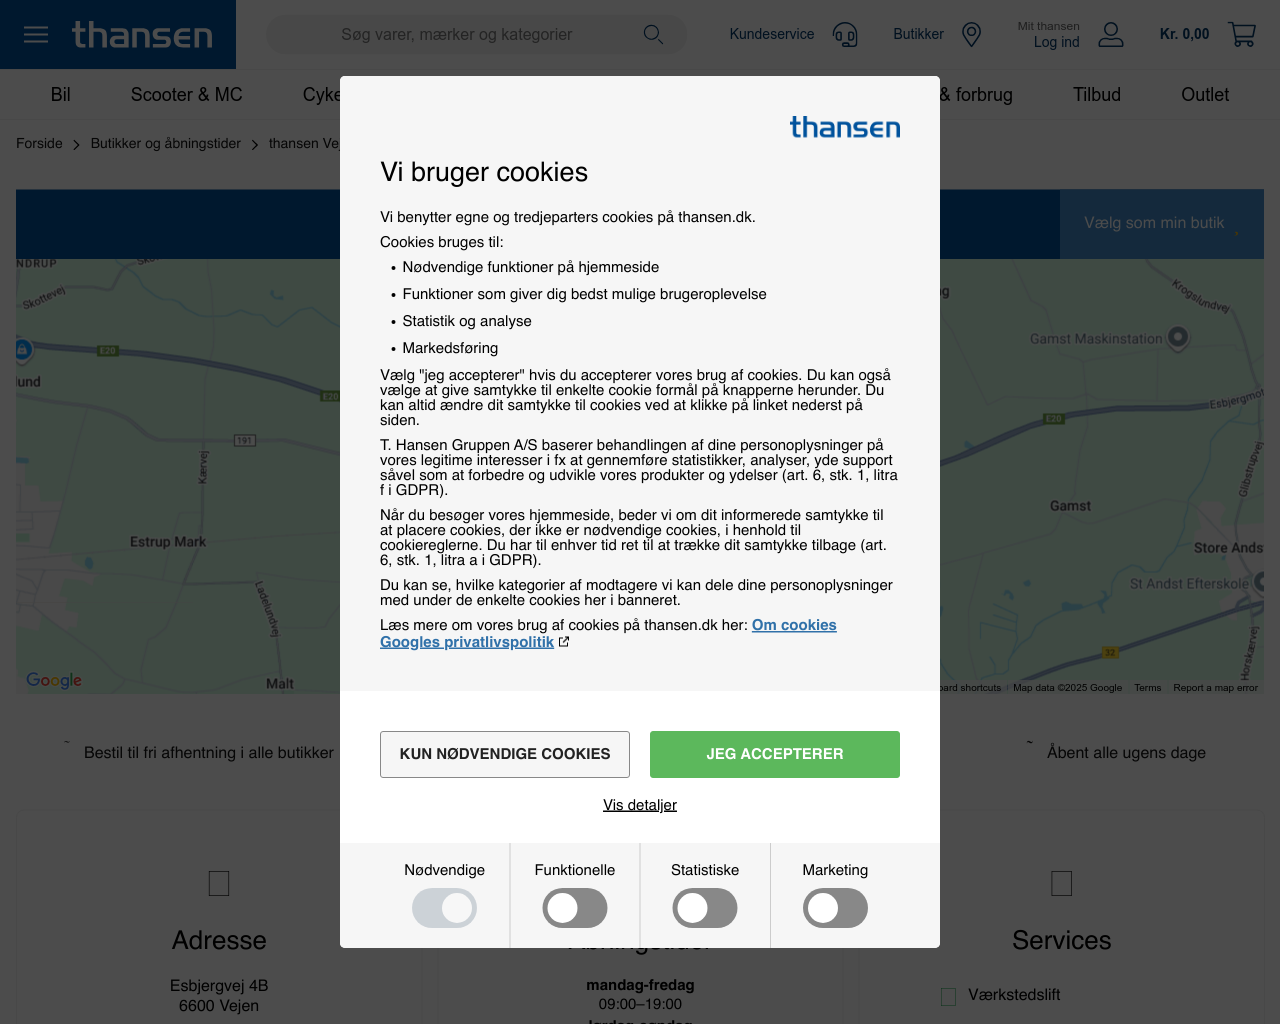 thansen
Søg varer, mærker og kategorier
Kundeservice
Butikker
Mit thansen
Log ind
Kr. 0,00
Bil
Scooter & MC
& forbrug
Tilbud
Outlet
Forside
Butikker og åbningstider
thansen
Vælg som min butik
thansen
Vi bruger cookies
Vi benytter egne og tredjeparters cookies på thansen.dk.
Cookies bruges til:
• Nødvendige funktioner på hjemmeside
• Funktioner som giver dig bedst mulige brugeroplevelse
• Statistik og analyse
• Markedsføring
Vælg "jeg accepterer" hvis du accepterer vores brug af cookies. Du kan også
vælge at give samtykke til enkelte cookie formål på knapperne herunder. Du
kan altid ændre dit samtykke til cookies ved at klikke på linket nederst på
siden.
T. Hansen Gruppen A/S baserer behandlingen af dine personoplysninger på
vores legitime interesser i fx at gennemføre statistikker, analyser, yde support
såvel som at forbedre og udvikle vores produkter og ydelser (art. 6, stk. 1, litra
f i GDPR).
Når du besøger vores hjemmeside, beder vi om dit informerede samtykke til
at placere cookies, der ikke er nødvendige cookies, i henhold til
cookiereglerne. Du har til enhver tid ret til at trække dit samtykke tilbage (art.
6, stk. 1, litra a i GDPR).
Du kan se, hvilke kategorier af modtagere vi kan dele dine personoplysninger
med under de enkelte cookies her i banneret.
Læs mere om vores brug af cookies på thansen.dk her: Om cookies
Googles privatlivspolitik
KUN NØDVENDIGE COOKIES
JEG ACCEPTERER
Vis detaljer
Nødvendige
Funktionelle
Statistiske
Marketing
Skottevej
E20
E20
191
Kærvej
Estrup Mark
Ladelundvej
Malt
Google
Krogslundvej
Gamst Maskinstation
E20
Glibstrupvej
Gamst
Store Andst
St Andst Efterskole
32
Horskærvej
shortcuts
Map data ©2025 Google
Terms
Report a map error
Bestil til fri afhentning i alle butikker
Åbent alle ugens dage
Adresse
Esbjergvej 4B
6600 Vejen
mandag-fredag
09:00–19:00
lørdag-søndag
Services
Værkstedslift